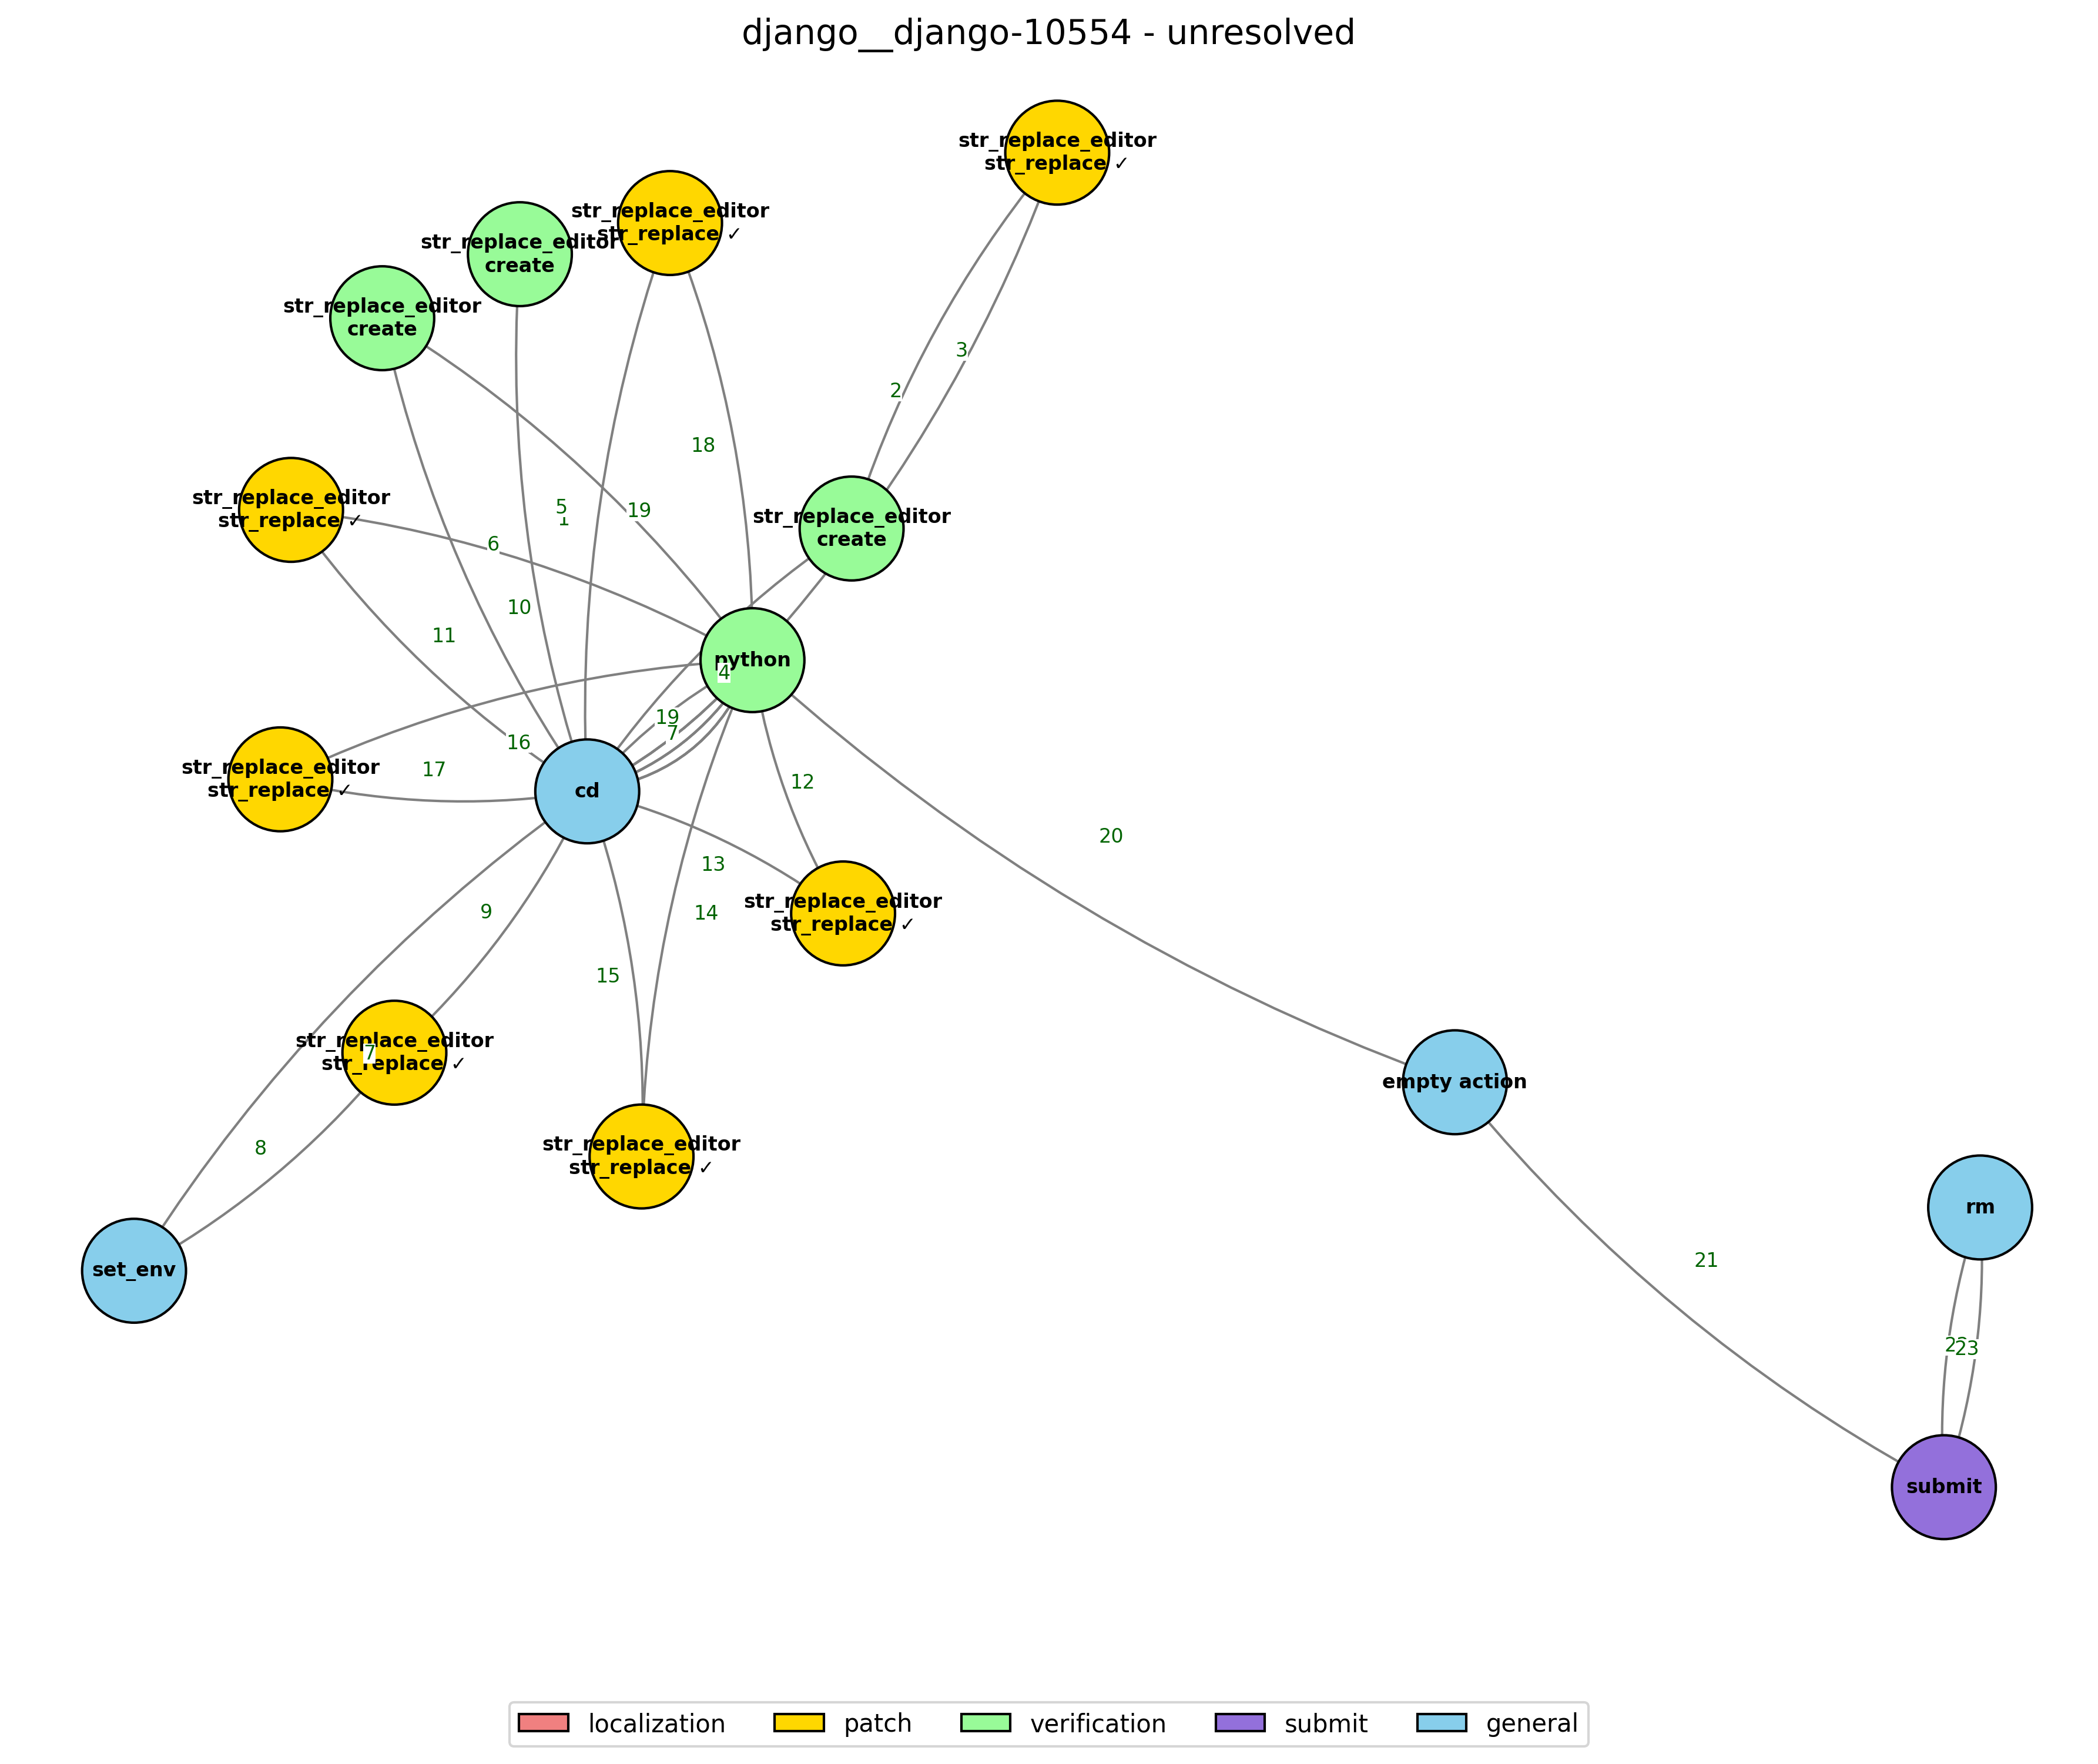 django__django-10554 - unresolved
str_replace_editor
str_replace ✓
str_replace_editor
str_replace ✓
str_replace_editor
create
str_replace_editor
create
3
2
18
str_replace_editor
str_replace ✓
5
1
19
str_replace_editor
create
6
10
11
python
4
19
7
16
17
str_replace_editor
str_replace ✓
cd
12
20
13
9
14
str_replace_editor
str_replace ✓
15
str_replace_editor
str_replace ✓
7
empty action
8
str_replace_editor
str_replace ✓
rm
set_env
21
23
submit
localization
patch
verification
submit
general